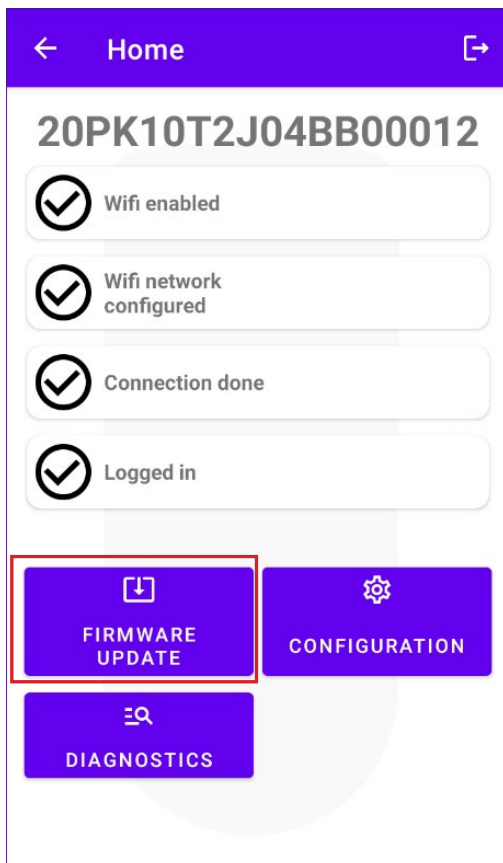 Home
20PK10T2J04BB00012
Wifi enabled
Wifi network
configured
Connection done
Logged in
FIRMWARE
UPDATE
CONFIGURATION
DIAGNOSTICS